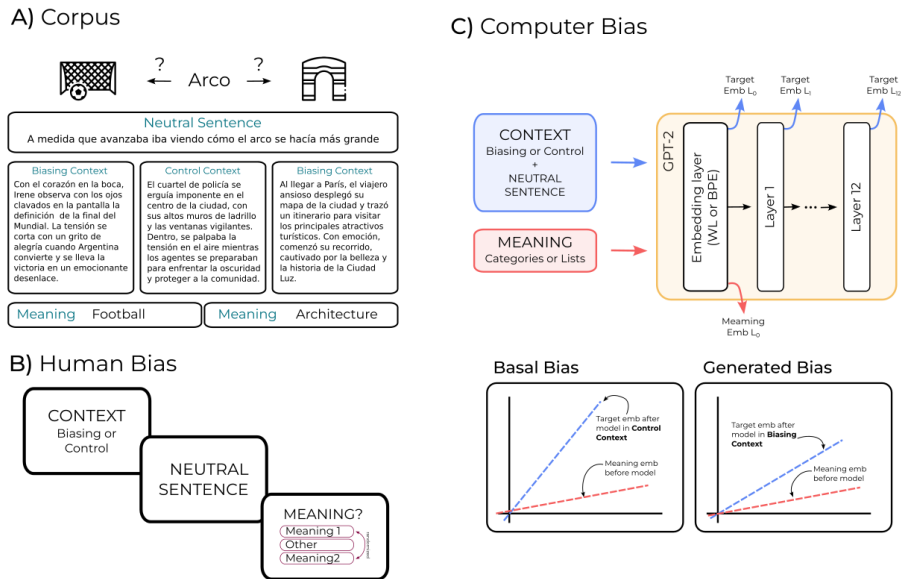 A) Corpus
?
Arco
?
Neutral Sentence
A medida que avanzaba iba viendo cómo el arco se hacía más grande
Biasing Context
Con el corazón en la boca,
Irene observa con los ojos
clavados en la pantalla la
definición de la final del
Mundial. La tensión se
corta con un grito de
alegría cuando Argentina
convierte y se lleva la
victoria en un emocionante
desenlace.
Control Context
El cuartel de policía se
erguía imponente en el
centro de la ciudad, con
sus altos muros de ladrillo
y las ventanas vigilantes.
Dentro, se palpaba la
tensión en el aire mientras
los agentes se preparaban
para enfrentar la oscuridad
y proteger a la comunidad.
Biasing Context
Al llegar a París, el viajero
ansioso desplegó su
mapa de la ciudad y trazó
un itinerario para visitar
los principales atractivos
turísticos. Con emoción,
comenzó su recorrido,
cautivado por la belleza y
la historia de la Ciudad
Luz.
Meaning Football
Meaning Architecture
B) Human Bias
CONTEXT
Biasing or
Control
NEUTRAL
SENTENCE
MEANING?
Meaning 1
Other
Meaning2
C) Computer Bias
CONTEXT
Biasing or Control
+
NEUTRAL
SENTENCE
MEANING
Categories or Lists
GPT-2
Target
Emb L0
Target
Emb L1
Target
Emb L12
Embedding layer
(WL or BPE)
Layer 1
Layer 12
Meaming
Emb L0
Basal Bias
Target emb after
model in Control
Context
Meaning emb
before model
Generated Bias
Target emb after
model in Biasing
Context
Meaning emb
before model